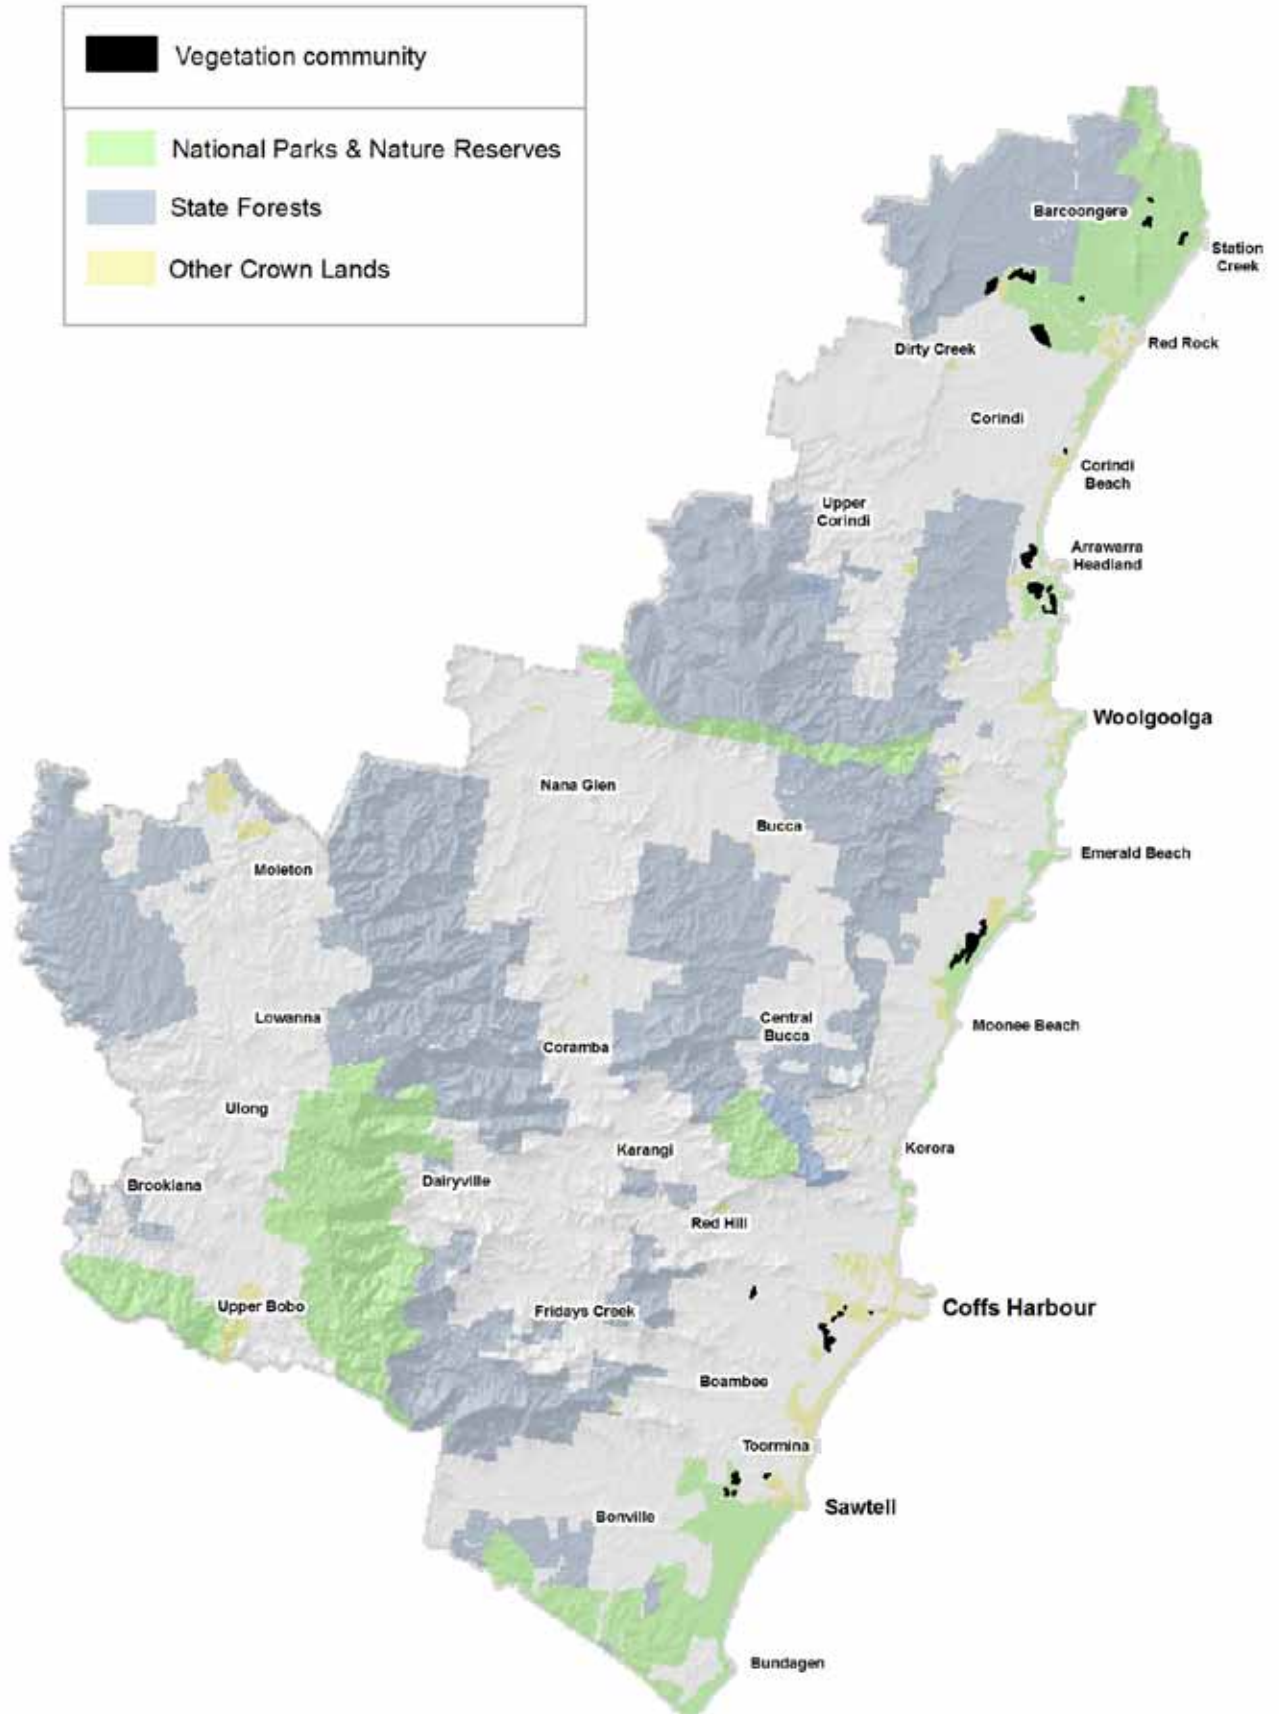 Vegetation community
National Parks & Nature Reserves
State Forests
Other Crown Lands
Barcoongere
Station
Creek
Red Rock
Dirty Creek
Corindi
Corindi
Beach
Upper
Corindi
Arrawarra
Headland
Woolgoolga
Nana Glen
Bucca
Emerald Beach
Moleton
Lowanna
Central
Bucca
Moonee Beach
Coramba
Ulong
Karangi
Korora
Dairyville
Brooklana
Red Hill
Upper Bobo
Fridays Creek
Coffs Harbour
Boambee
Toormina
Sawtell
Bonville
Bundagen